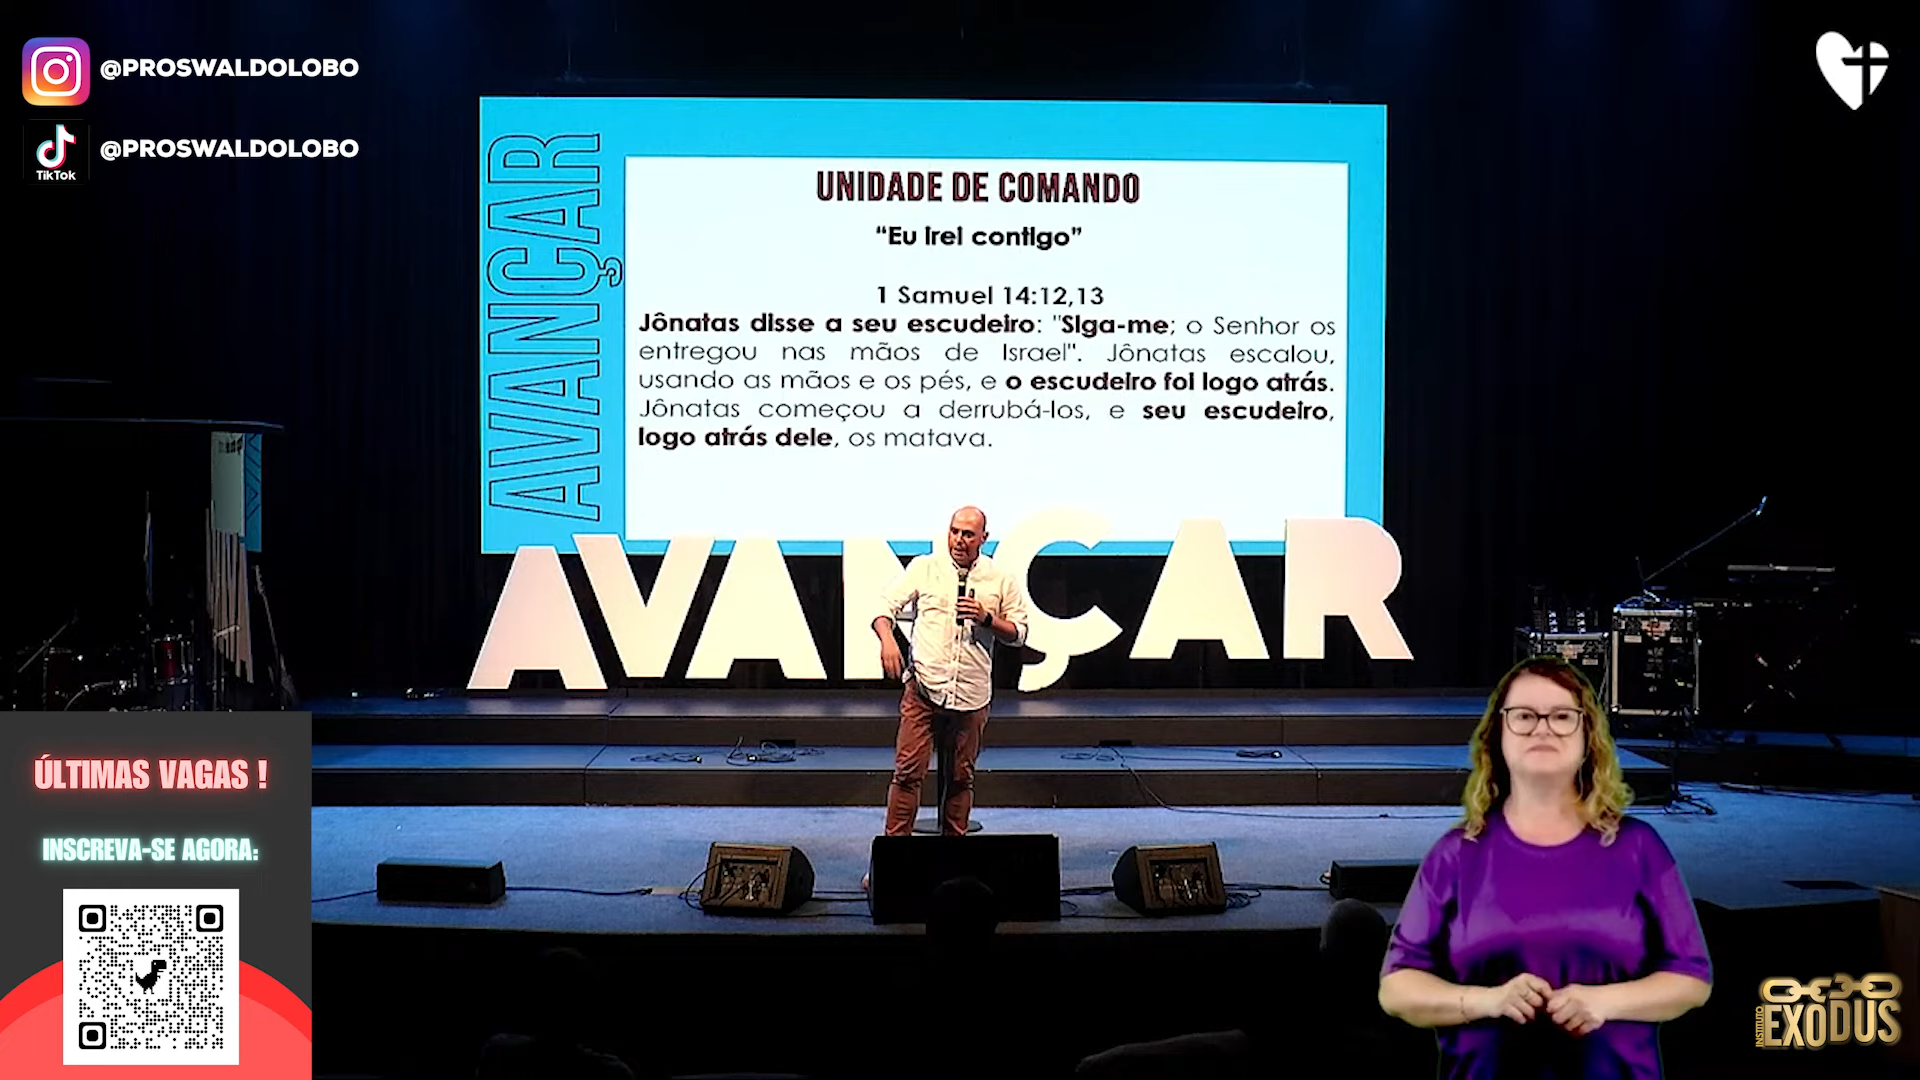 @PROSWALDOLOBO
TikTok
@PROSWALDOLOBO
AVANÇAR
UNIDADE DE COMANDO
“Eu irei contigo”
1 Samuel 14:12,13
Jônatas disse a seu escudeiro: "Siga-me; o Senhor os
entregou nas mãos de Israel". Jônatas escalou,
usando as mãos e os pés, e o escudeiro foi logo atrás.
Jônatas começou a derrubá-los, e seu escudeiro,
logo atrás dele, os matava.
AVANÇAR
ÚLTIMAS VAGAS !
INSCREVA-SE AGORA:
INSTITUTO
EXODUS